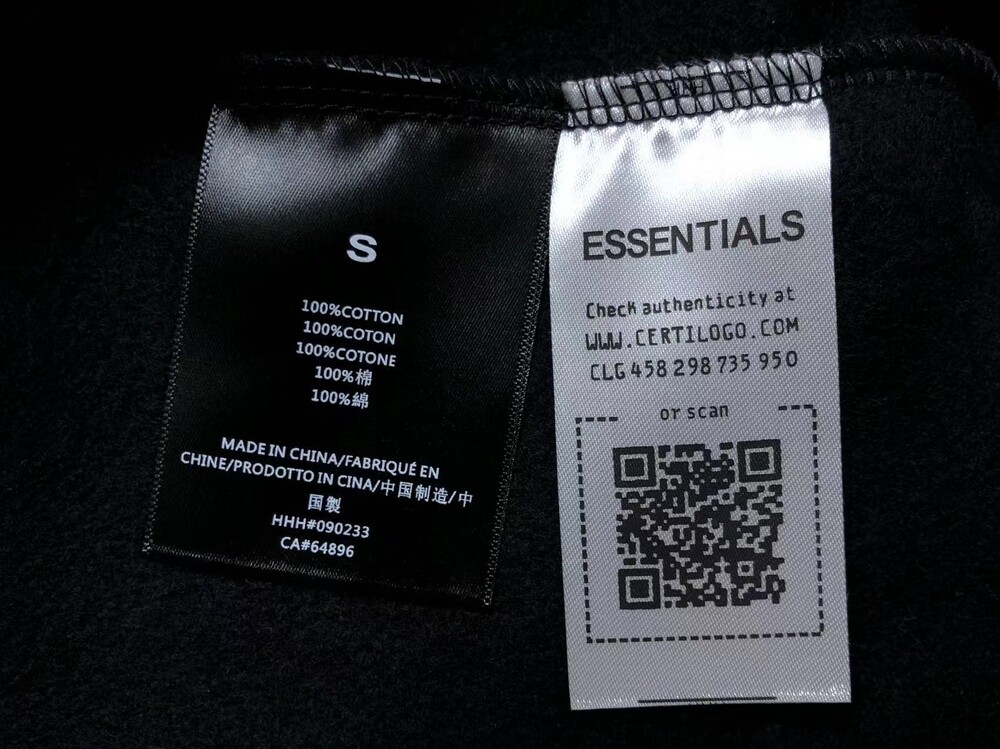 S
100%COTTON
100%COTON
100%COTONE
100%棉
100%綿
MADE IN CHINA/FABRIQUÉ EN
CHINE/PRODOTTO IN CINA/中国制造/中
国製
HHH#090233
CA#64896
ESSENTIALS
Check authenticity at
WWW.CERTILOGO.COM
CLG 458 298 735 950
or scan